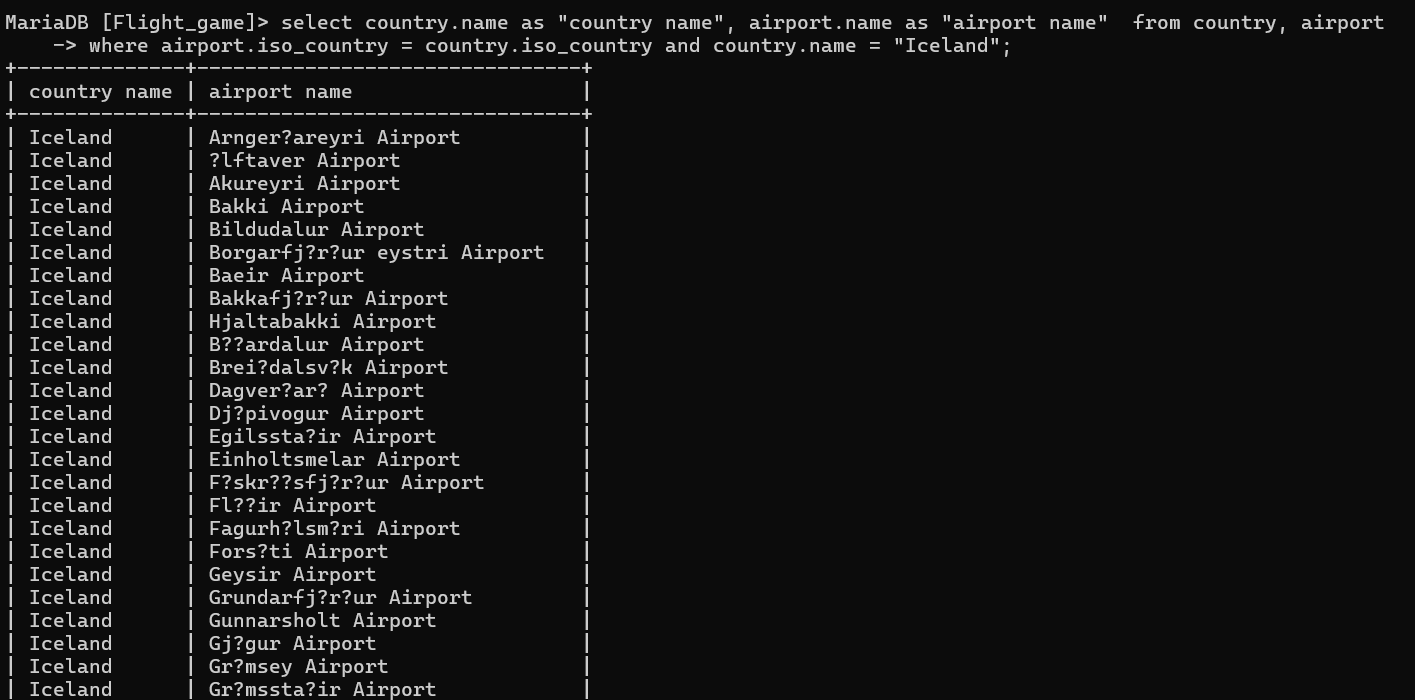 MariaDB [Flight_game]> select country.name as "country name", airport.name as "airport name"  from country, airport
    -> where airport.iso_country = country.iso_country and country.name = "Iceland";
+--------------+--------------------------------+
| country name | airport name                   |
+--------------+--------------------------------+
| Iceland      | Arnger?areyri Airport          |
| Iceland      | ?lftaver Airport               |
| Iceland      | Akureyri Airport               |
| Iceland      | Bakki Airport                  |
| Iceland      | Bildudalur Airport             |
| Iceland      | Borgarfj?r?ur eystri Airport   |
| Iceland      | Baeir Airport                  |
| Iceland      | Bakkafj?r?ur Airport           |
| Iceland      | Hjaltabakki Airport            |
| Iceland      | B??ardalur Airport             |
| Iceland      | Brei?dalsv?k Airport           |
| Iceland      | Dagver?ar? Airport             |
| Iceland      | Dj?pivogur Airport             |
| Iceland      | Egilssta?ir Airport            |
| Iceland      | Einholtsmelar Airport          |
| Iceland      | F?skr??sfj?r?ur Airport        |
| Iceland      | Fl??ir Airport                 |
| Iceland      | Fagurh?lsm?ri Airport          |
| Iceland      | Fors?ti Airport                |
| Iceland      | Geysir Airport                 |
| Iceland      | Grundarfj?r?ur Airport         |
| Iceland      | Gunnarsholt Airport            |
| Iceland      | Gj?gur Airport                 |
| Iceland      | Gr?msey Airport                |
| Iceland      | Gr?mssta?ir Airport            |